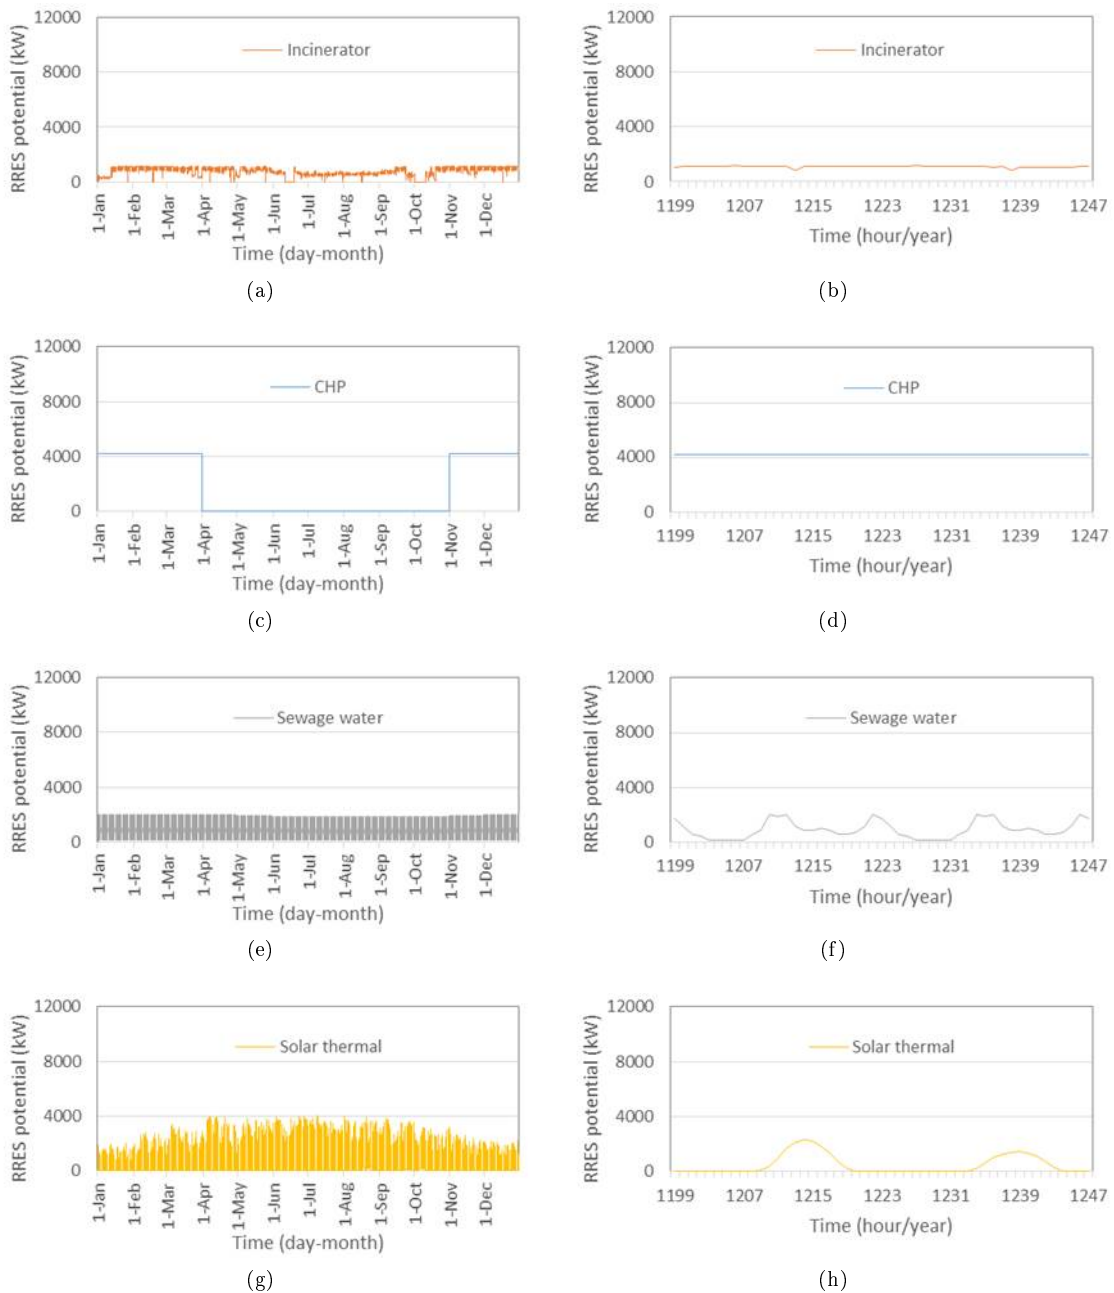 12000
8000
4000
0
RRES potential (kW)
Incinerator
1-Jan
1-Feb
1-Mar
1-Apr
1-May
1-Jun
1-Jul
1-Aug
1-Sep
1-Oct
1-Nov
1-Dec
Time (day-month)
(a)
12000
8000
4000
0
RRES potential (kW)
Incinerator
1199 1207 1215 1223 1231 1239 1247
Time (hour/year)
(b)
12000
8000
4000
0
RRES potential (kW)
CHP
1-Jan
1-Feb
1-Mar
1-Apr
1-May
1-Jun
1-Jul
1-Aug
1-Sep
1-Oct
1-Nov
1-Dec
Time (day-month)
(c)
12000
8000
4000
0
RRES potential (kW)
CHP
1199 1207 1215 1223 1231 1239 1247
Time (hour/year)
(d)
12000
8000
4000
0
RRES potential (kW)
Sewage water
1-Jan
1-Feb
1-Mar
1-Apr
1-May
1-Jun
1-Jul
1-Aug
1-Sep
1-Oct
1-Nov
1-Dec
Time (day-month)
(e)
12000
8000
4000
0
RRES potential (kW)
Sewage water
1199 1207 1215 1223 1231 1239 1247
Time (hour/year)
(f)
12000
8000
4000
0
RRES potential (kW)
Solar thermal
1-Jan
1-Feb
1-Mar
1-Apr
1-May
1-Jun
1-Jul
1-Aug
1-Sep
1-Oct
1-Nov
1-Dec
Time (day-month)
(g)
12000
8000
4000
0
RRES potential (kW)
Solar thermal
1199 1207 1215 1223 1231 1239 1247
Time (hour/year)
(h)